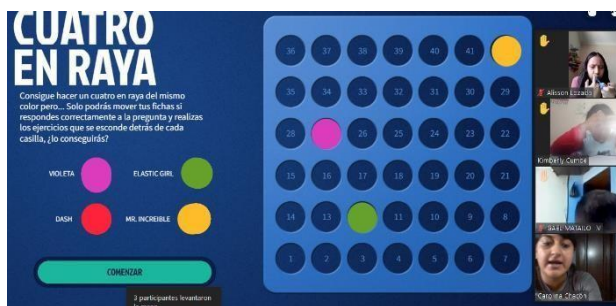 CUATRO
EN RAYA
Consigue hacer un cuatro en raya del mismo
color pero... Solo podrás mover tus fichas si
respondes correctamente a la pregunta y realizas
los ejercicios que se esconde detrás de cada
casilla, ¿lo conseguirás?
VIOLETA
ELASTIC GIRL
DASH
MR. INCREIBLE
COMENZAR
3 participantes levantaron
36 37 38 39 40 41
35 34 33 32 31 30 29
28 26 25 24 23 22
15 16 17 18 19 20 21
14 13 11 10 9 8
1 2 3 4 5 6 7
Alisson Lozado
Kimberly Cumbe
GAEL MATAILO
Caroline Chacón